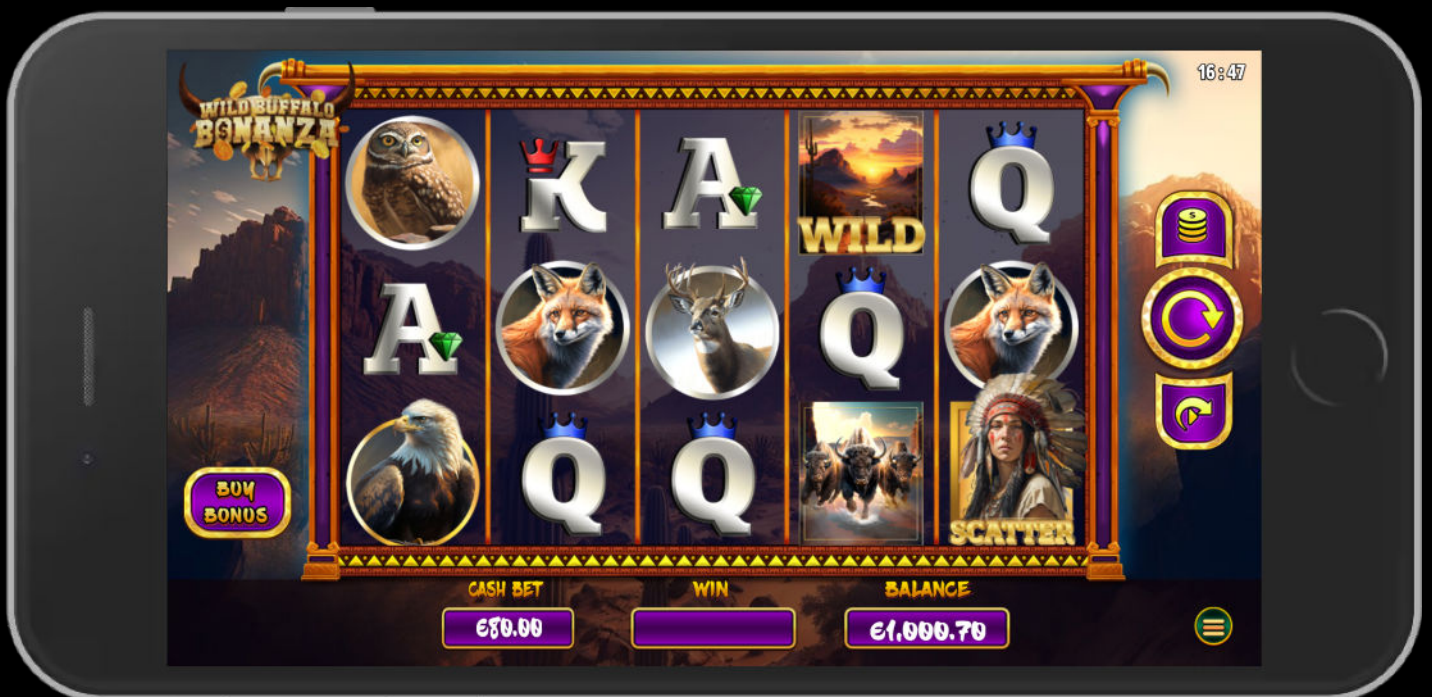 16:47
WILD BUFFALO
BONANZA
K
A
WILD
Q
A
Q
Q
Q
SCATTER
BUY
BONUS
CASH BET
WIN
BALANCE
€80.00
€1,000.70